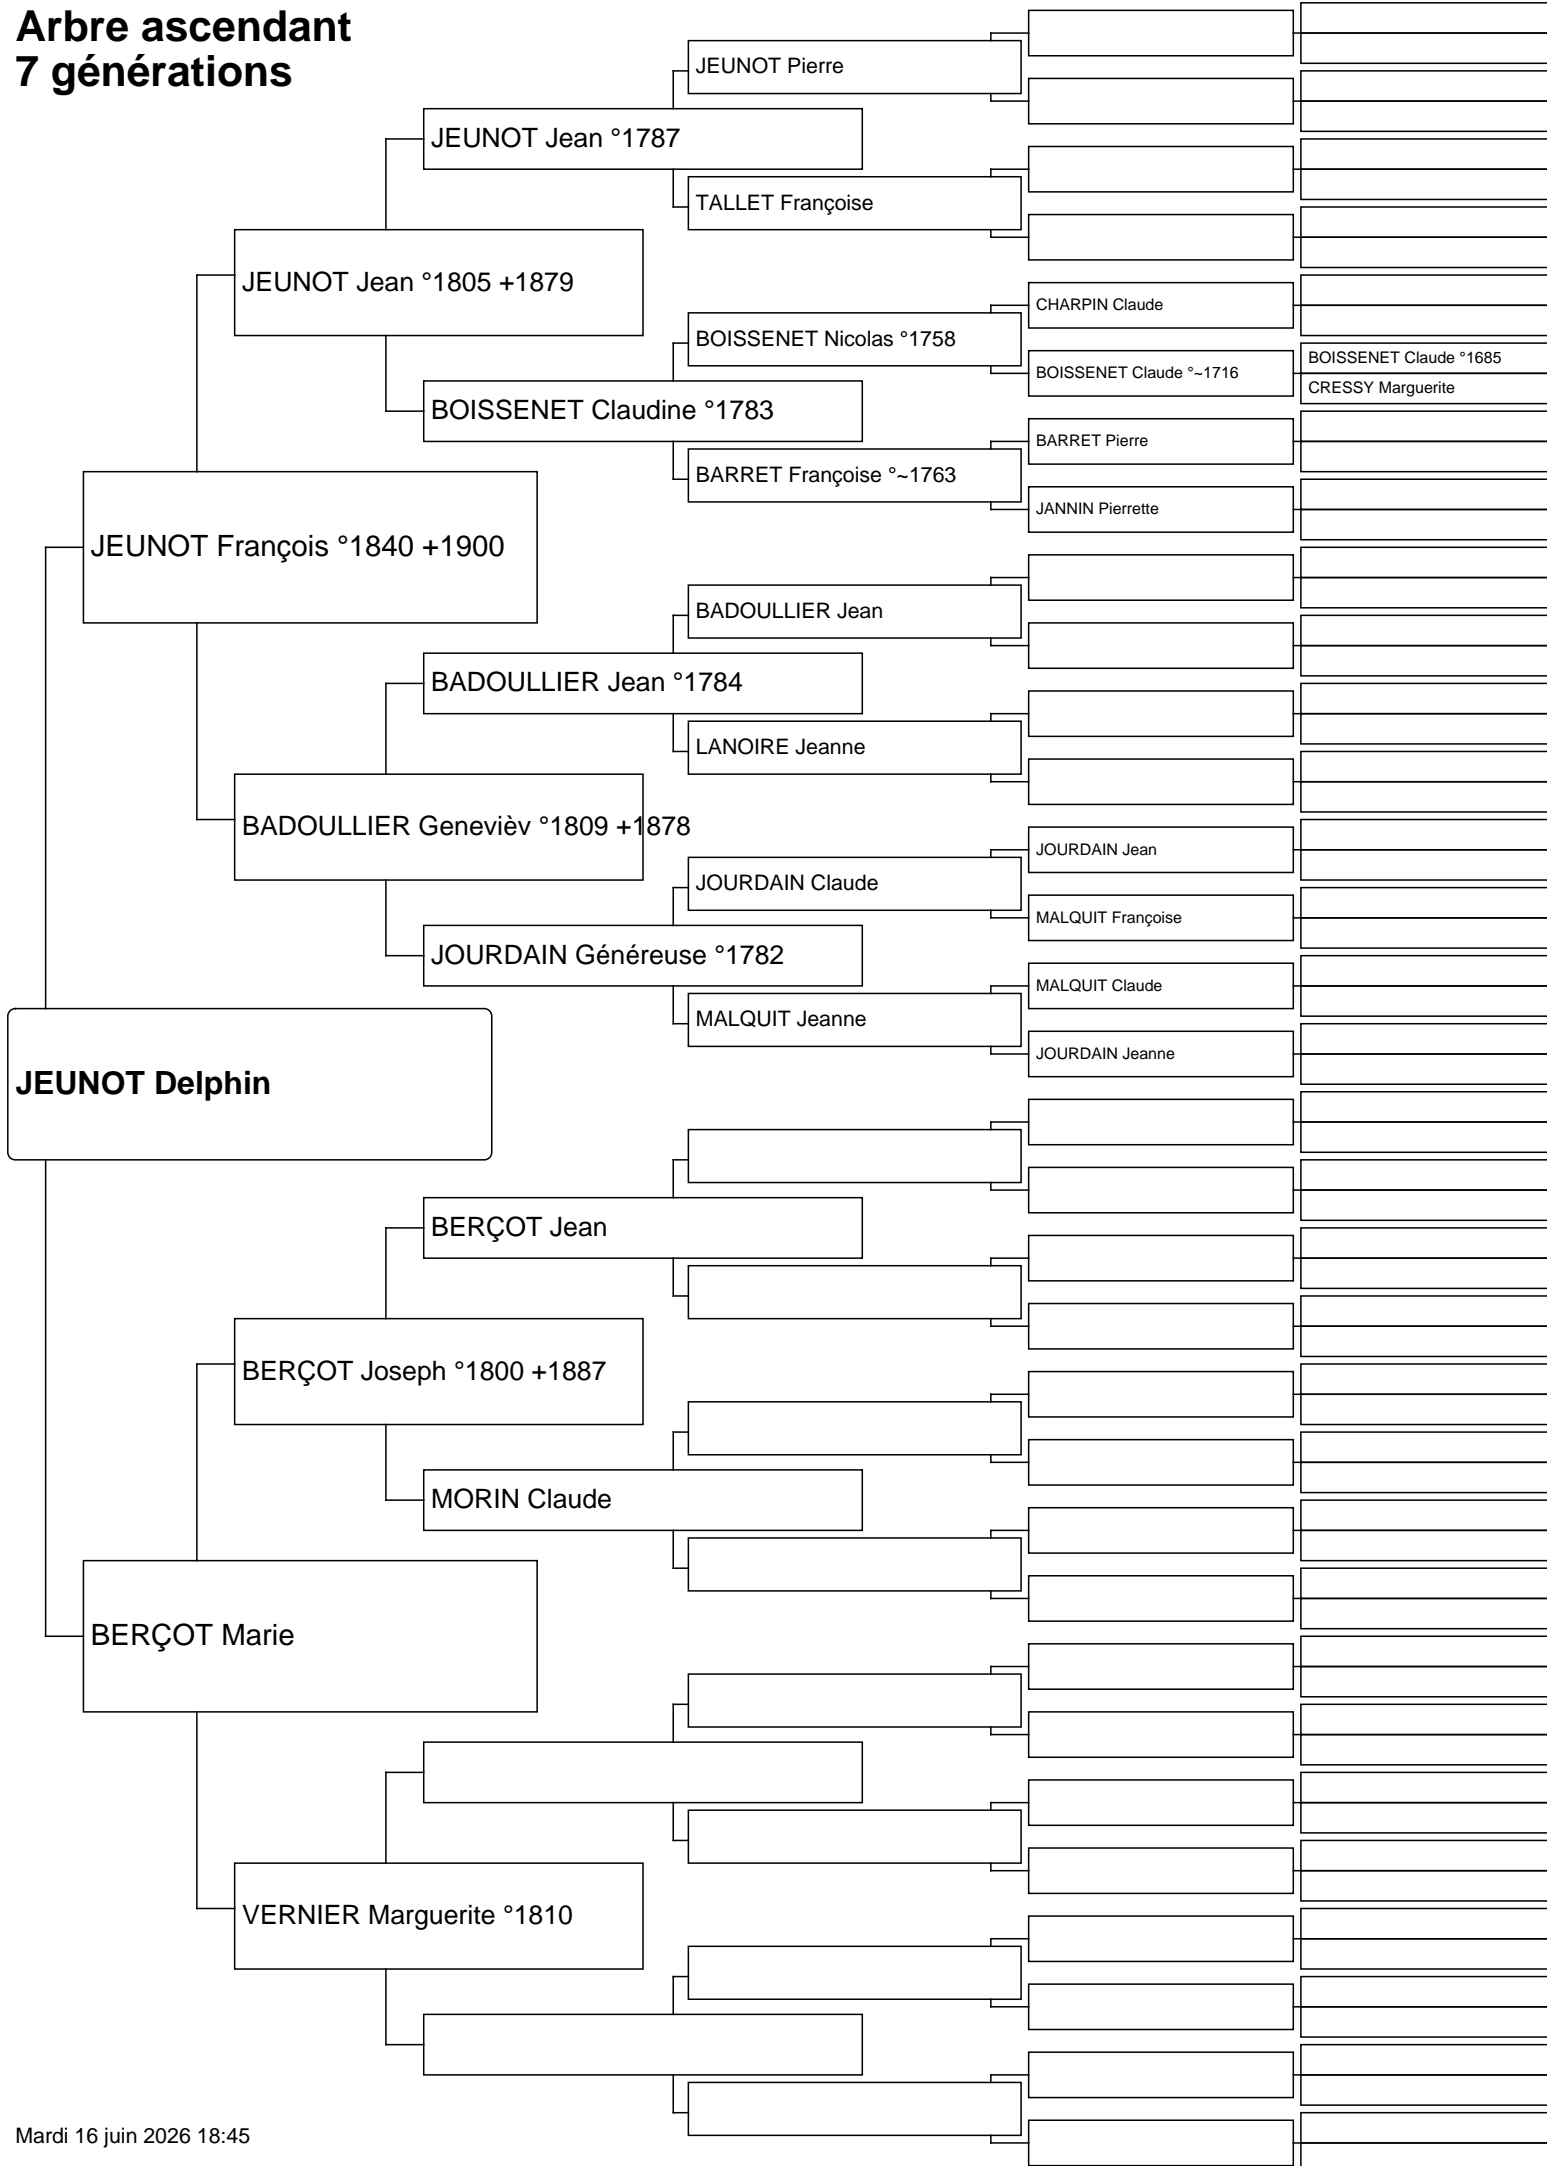 Arbre ascendant
7 générations
JEUNOT Pierre
JEUNOT Jean °1787
TALLET Françoise
JEUNOT Jean °1805 +1879
CHARPIN Claude
BOISSENET Nicolas °1758
BOISSENET Claude °~1716
BOISSENET Claude °1685
CRESSY Marguerite
BOISSENET Claudine °1783
BARRET Pierre
BARRET Françoise °~1763
JANNIN Pierrette
JEUNOT François °1840 +1900
BADOULLIER Jean
BADOULLIER Jean °1784
LANOIRE Jeanne
BADOULLIER Genevièv °1809 +1878
JOURDAIN Jean
JOURDAIN Claude
MALQUIT Françoise
JOURDAIN Généreuse °1782
MALQUIT Claude
MALQUIT Jeanne
JOURDAIN Jeanne
JEUNOT Delphin
BERÇOT Jean
BERÇOT Joseph °1800 +1887
MORIN Claude
BERÇOT Marie
VERNIER Marguerite °1810
Mardi 16 juin 2026 18:45